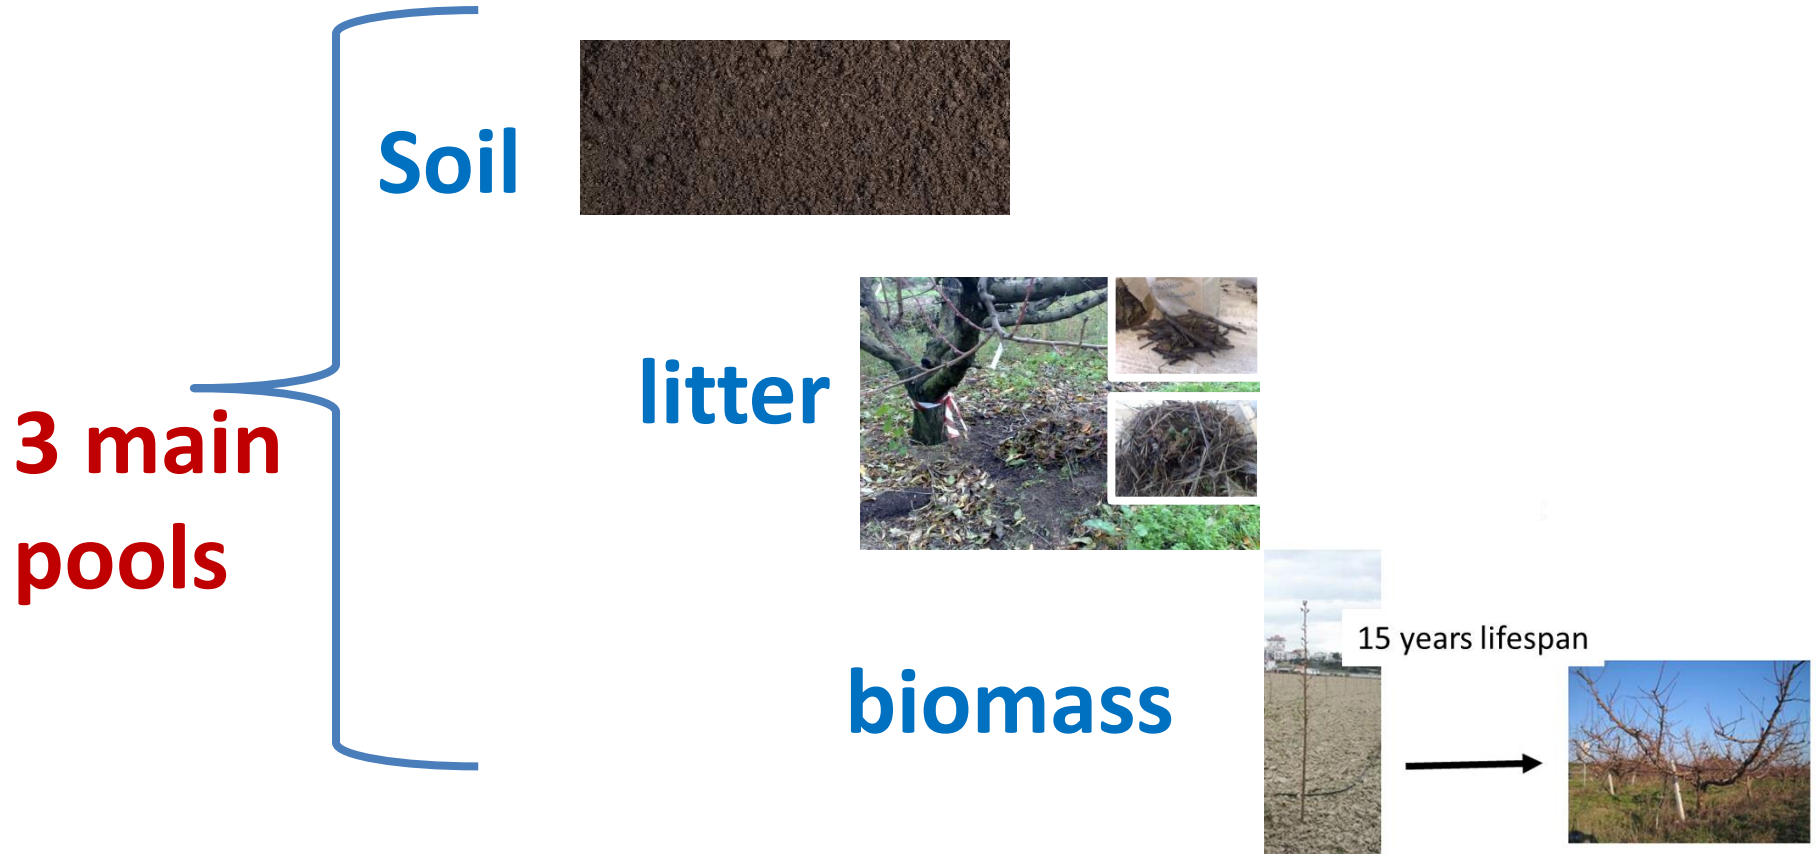 Soil
litter
3 main
pools
15 years lifespan
biomass